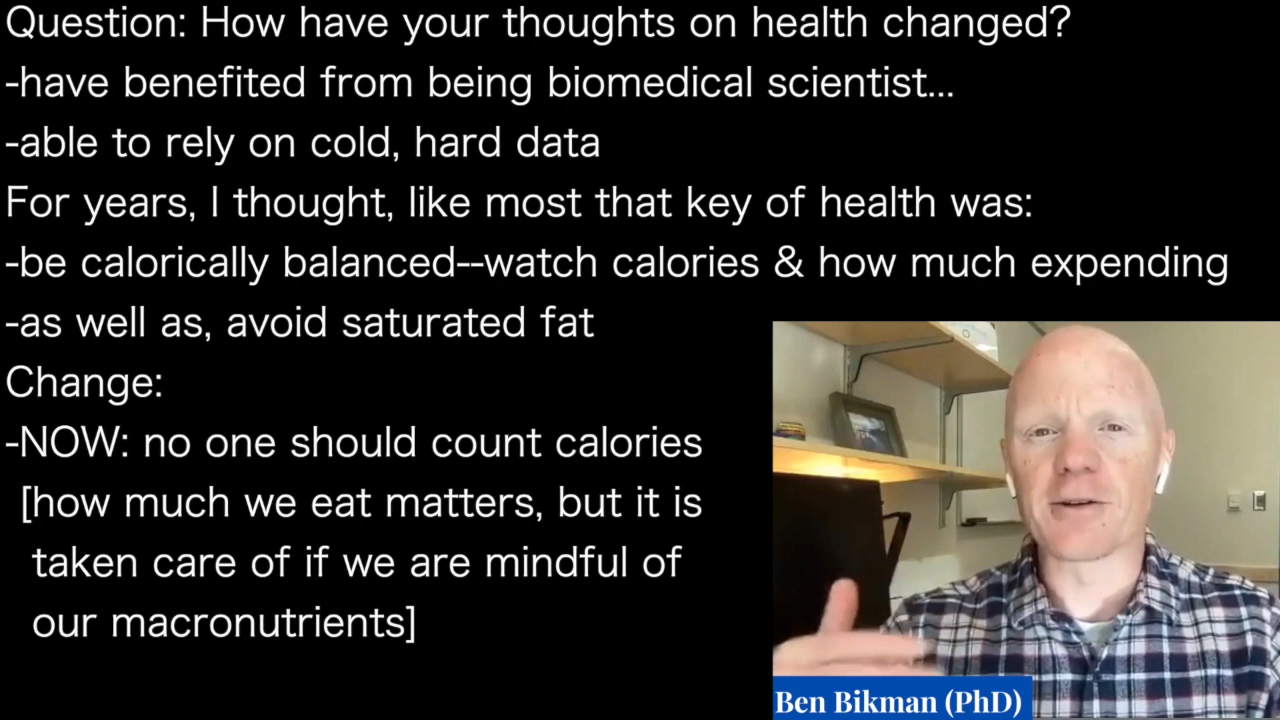 Question: How have your thoughts on health changed?
-have benefited from being biomedical scientist...
-able to rely on cold, hard data
For years, I thought, like most that key of health was:
-be calorically balanced--watch calories & how much expending
-as well as, avoid saturated fat
Change:
-NOW: no one should count calories
[how much we eat matters, but it is
taken care of if we are mindful of
our macronutrients]
Ben Bikman (PhD)